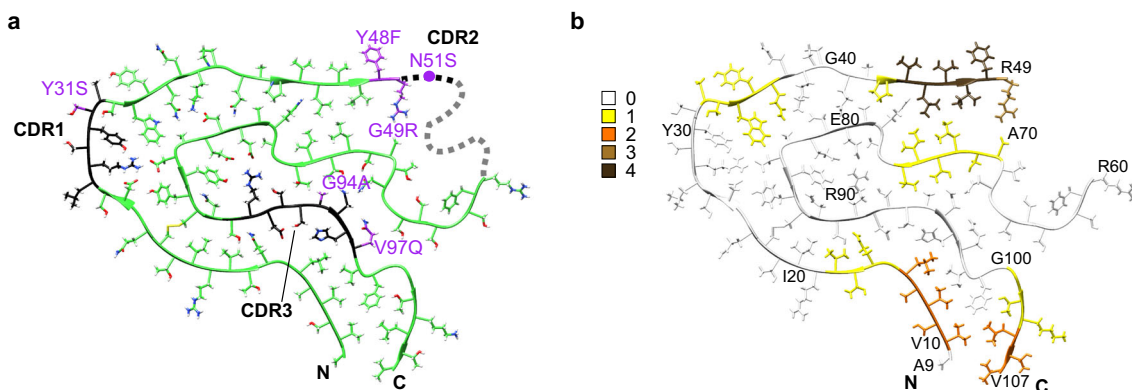 a
Y48F
CDR2
N51S
Y31S
CDR1
G49R
G94A
V97Q
CDR3
N
C
b
0
1
2
3
4
G40
R49
E80
Y30
A70
R60
R90
G100
I20
V10
A9
V107
N
C